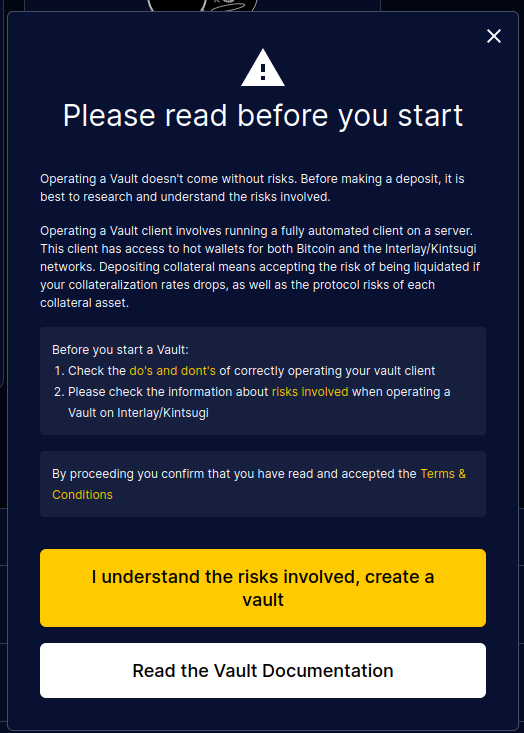 Please read before you start
Operating a Vault doesn't come without risks. Before making a deposit, it is
best to research and understand the risks involved.
Operating a Vault client involves running a fully automated client on a server.
This client has access to hot wallets for both Bitcoin and the Interlay/Kintsugi
networks. Depositing collateral means accepting the risk of being liquidated if
your collateralization rates drops, as well as the protocol risks of each
collateral asset.
Before you start a Vault:
1. Check the do's and dont's of correctly operating your vault client
2. Please check the information about risks involved when operating a
Vault on Interlay/Kintsugi
By proceeding you confirm that you have read and accepted the Terms &
Conditions
I understand the risks involved, create a
vault
Read the Vault Documentation